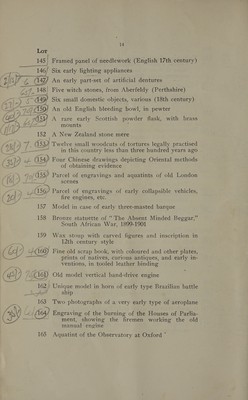 15
Lot
145 Framed panel of needlework (English 17th century)
146 Six early lighting appliances
147 An early part-set of artificial dentures
148 Five witch stones, from Aberfeldy (Perthshire)
149 Six small domestic objects, various (18th century)
150 An old English bleeding bowl, in pewter
151 A rare early Scottish powder flask, with brass
mounts
152 A New Zealand stone mere
153 Twelve small woodcuts of tortures legally practised
in this country less than three hundred years ago
154 Four Chinese drawings depicting Oriental methods
of obtaining evidence
155 Parcel of engravings and aquatints of old London
scenes
156 Parcel of engravings of early collapsible vehicles,
fire engines, etc.
157 Model in case of early three-masted barque
158 Bronze statuette of "The Absent Minded Beggar,"
South African War, 1899-1901
159 Wax stoup with carved figures and inscription in
12th century style
160 Fine old scrap book, with coloured and other plates,
prints of natives, curious antiques, and early in-
ventions, in tooled leather binding
161 Old model vertical hand-drive engine
162 Unique model in horn of early type Brazilian battle
ship
163 Two photographs of a very early type of aeroplane
164 Engraving of the burning of the Houses of Parlia-
ment, showing the firemen working the old
manual engine
165 Aquatint of the Observatory at Oxford